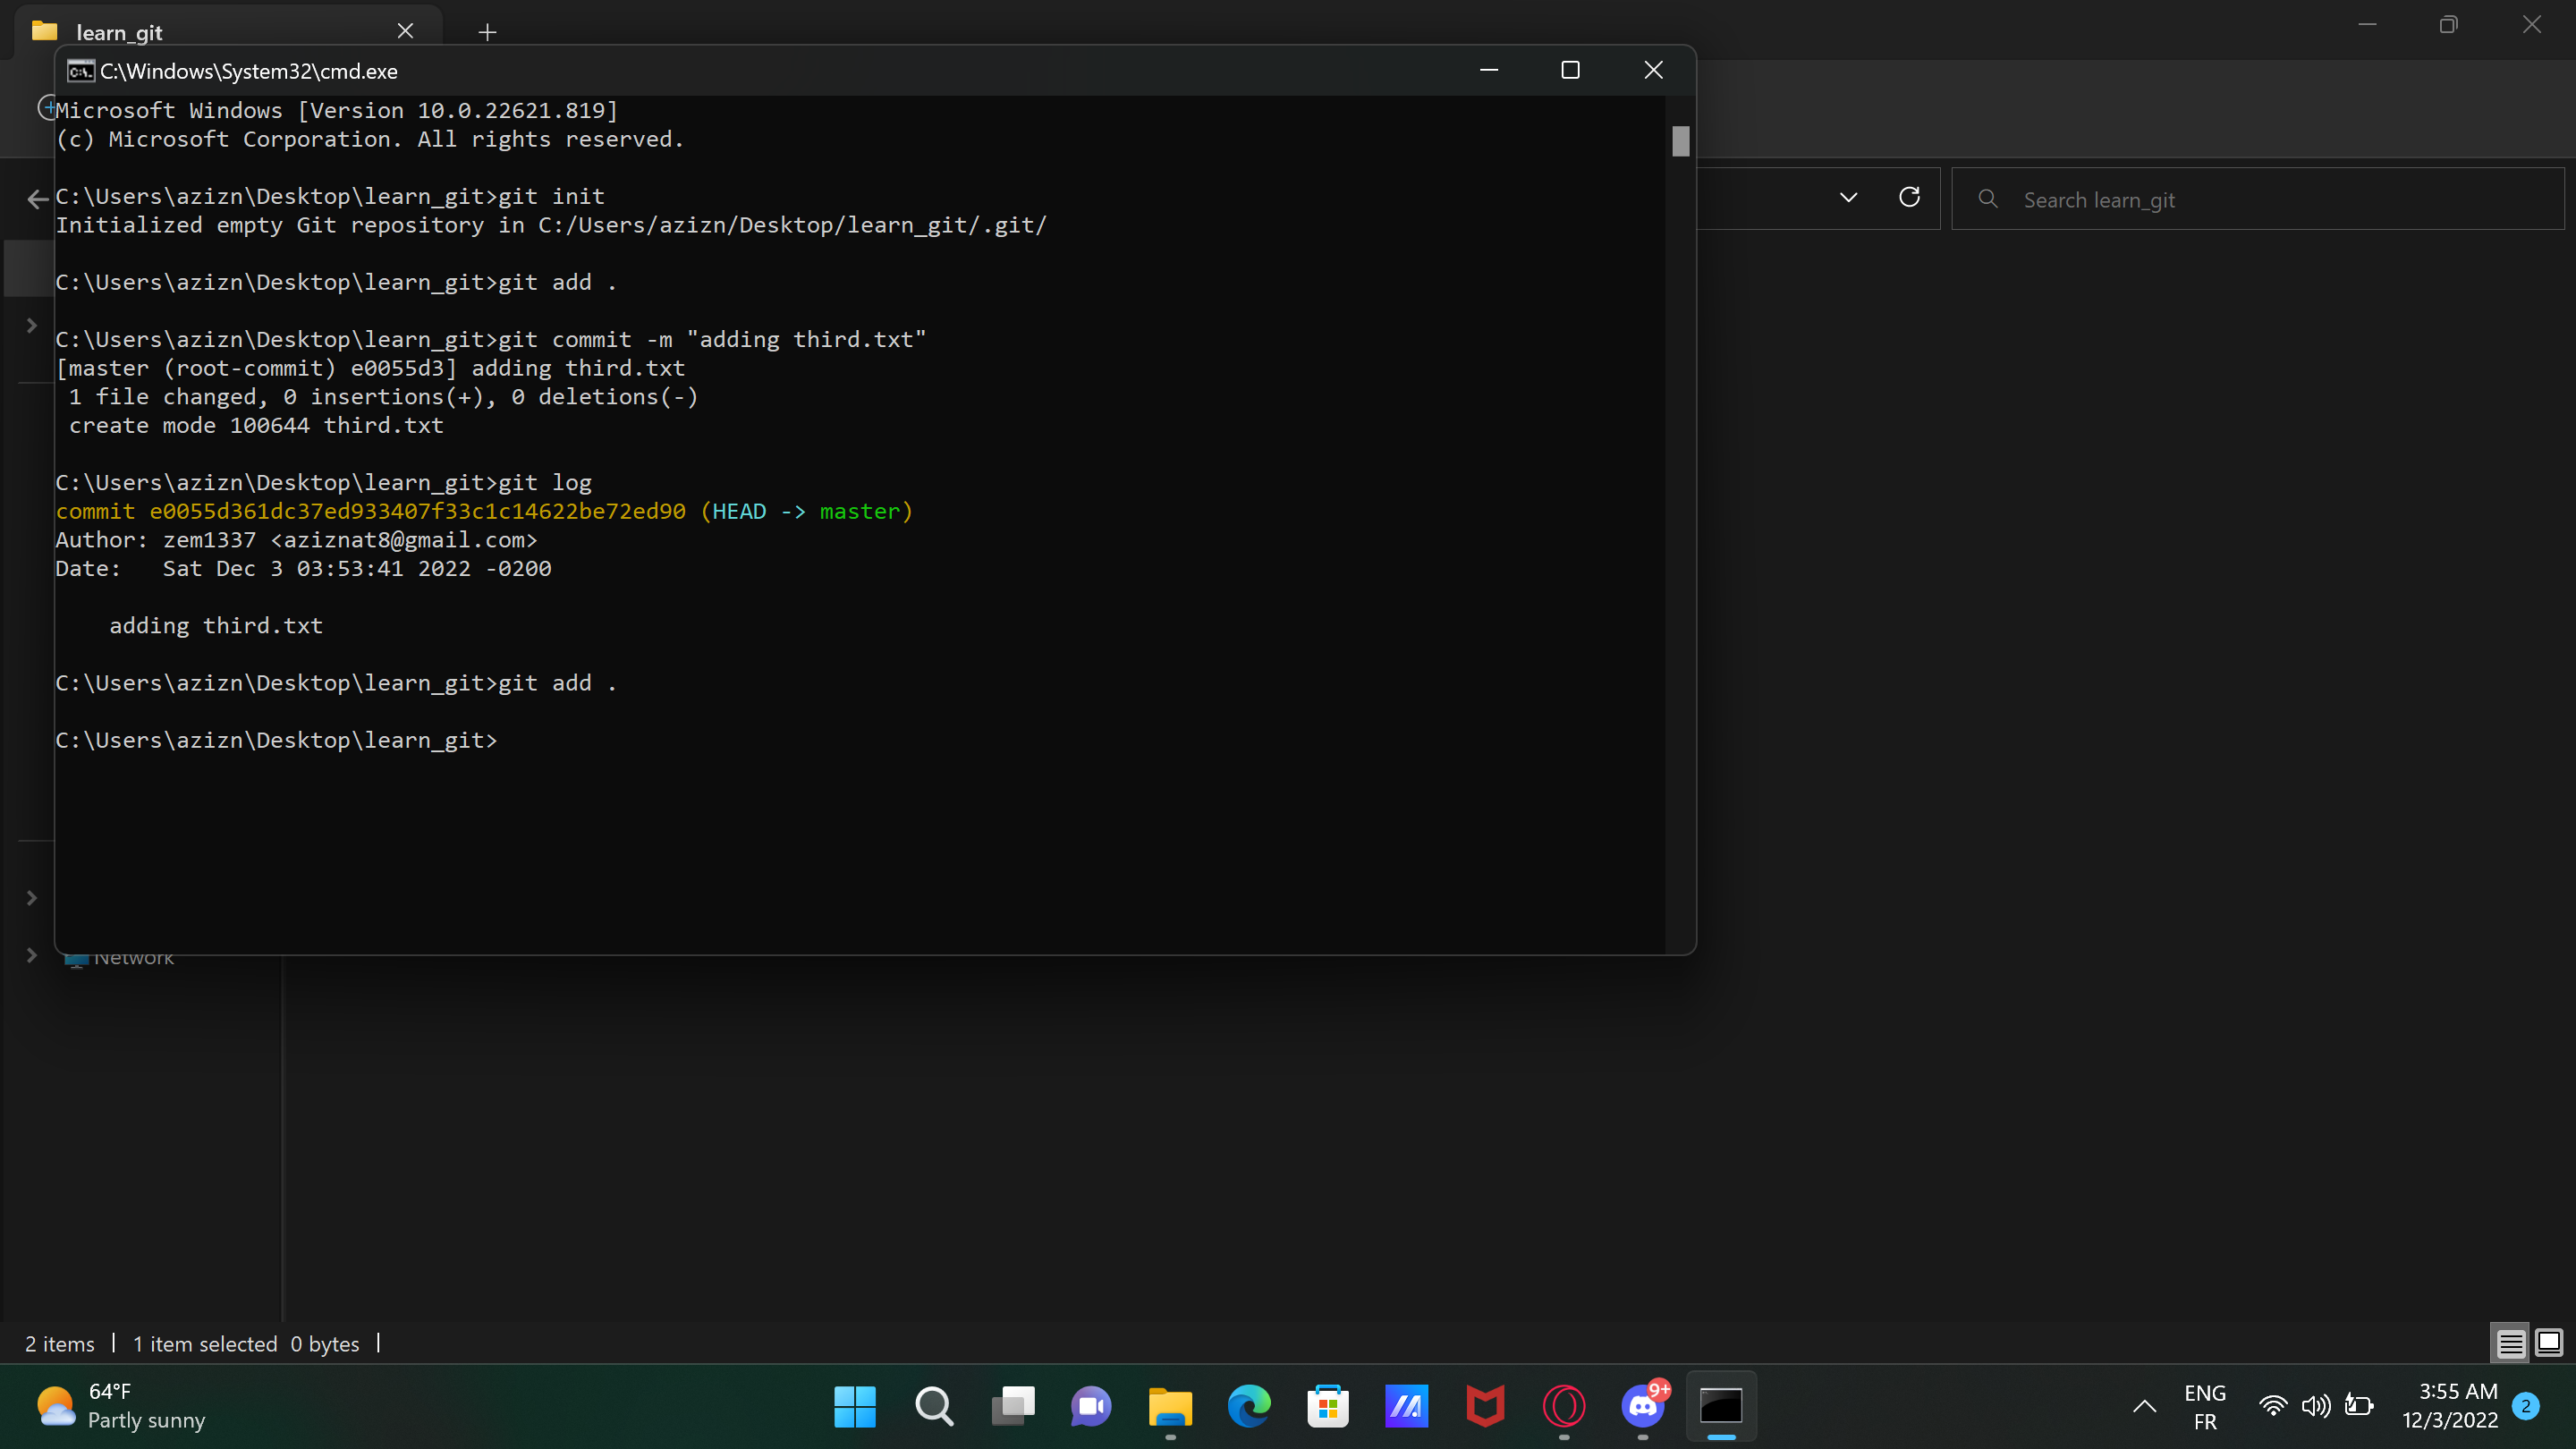 learn_git
C:\Windows\System32\cmd.exe
Microsoft Windows [Version 10.0.22621.819]
(c) Microsoft Corporation. All rights reserved.
C:\Users\azizn\Desktop\learn_git>git init
Initialized empty Git repository in C:/Users/azizn/Desktop/learn_git/.git/
C:\Users\azizn\Desktop\learn_git>git add .
C:\Users\azizn\Desktop\learn_git>git commit -m "adding third.txt"
[master (root-commit) e0055d3] adding third.txt
1 file changed, 0 insertions(+), 0 deletions(-)
create mode 100644 third.txt
C:\Users\azizn\Desktop\learn_git>git log
commit e0055d361dc37ed933407f33c1c14622be72ed90 (HEAD -> master)
Author: zem1337 <aziznat8@gmail.com>
Date:   Sat Dec 3 03:53:41 2022 -0200
adding third.txt
C:\Users\azizn\Desktop\learn_git>git add .
C:\Users\azizn\Desktop\learn_git>
Search learn_git
Network
2 items | 1 item selected 0 bytes |
64°F
Partly sunny
9+
ENG
FR
3:55 AM
12/3/2022
2